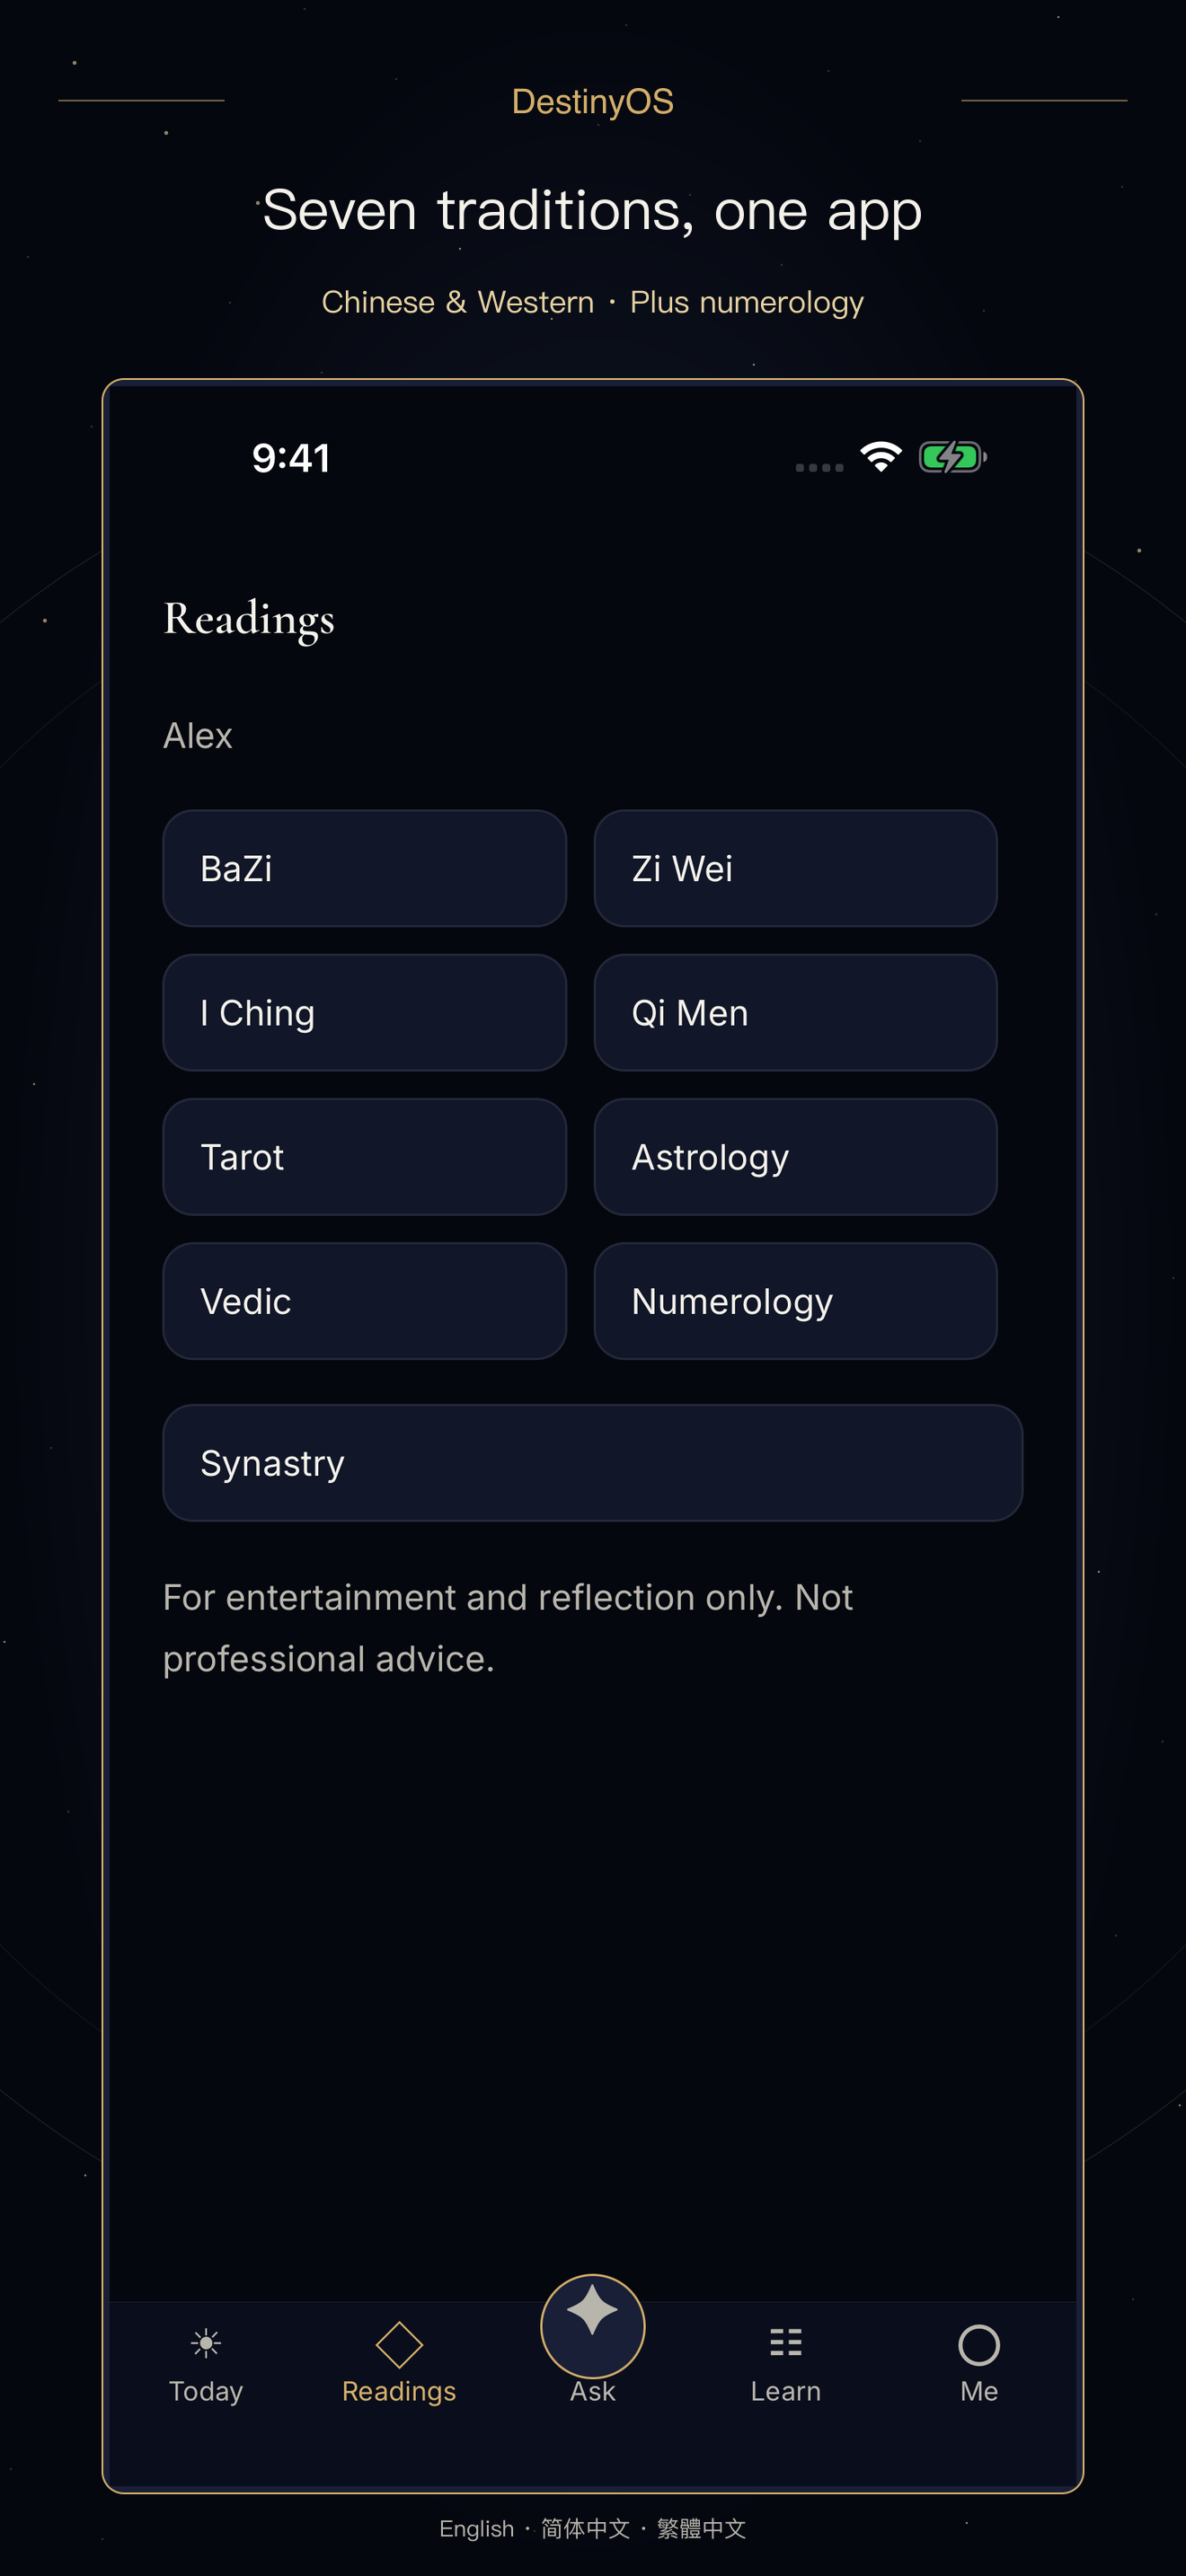 DestinyOS
Seven traditions, one app
Chinese & Western · Plus numerology
9:41
Readings
Alex
BaZi
Zi Wei
I Ching
Qi Men
Tarot
Astrology
Vedic
Numerology
Synastry
For entertainment and reflection only. Not
professional advice.
Today
Readings
Ask
Learn
Me
English · 简体中文 · 繁體中文